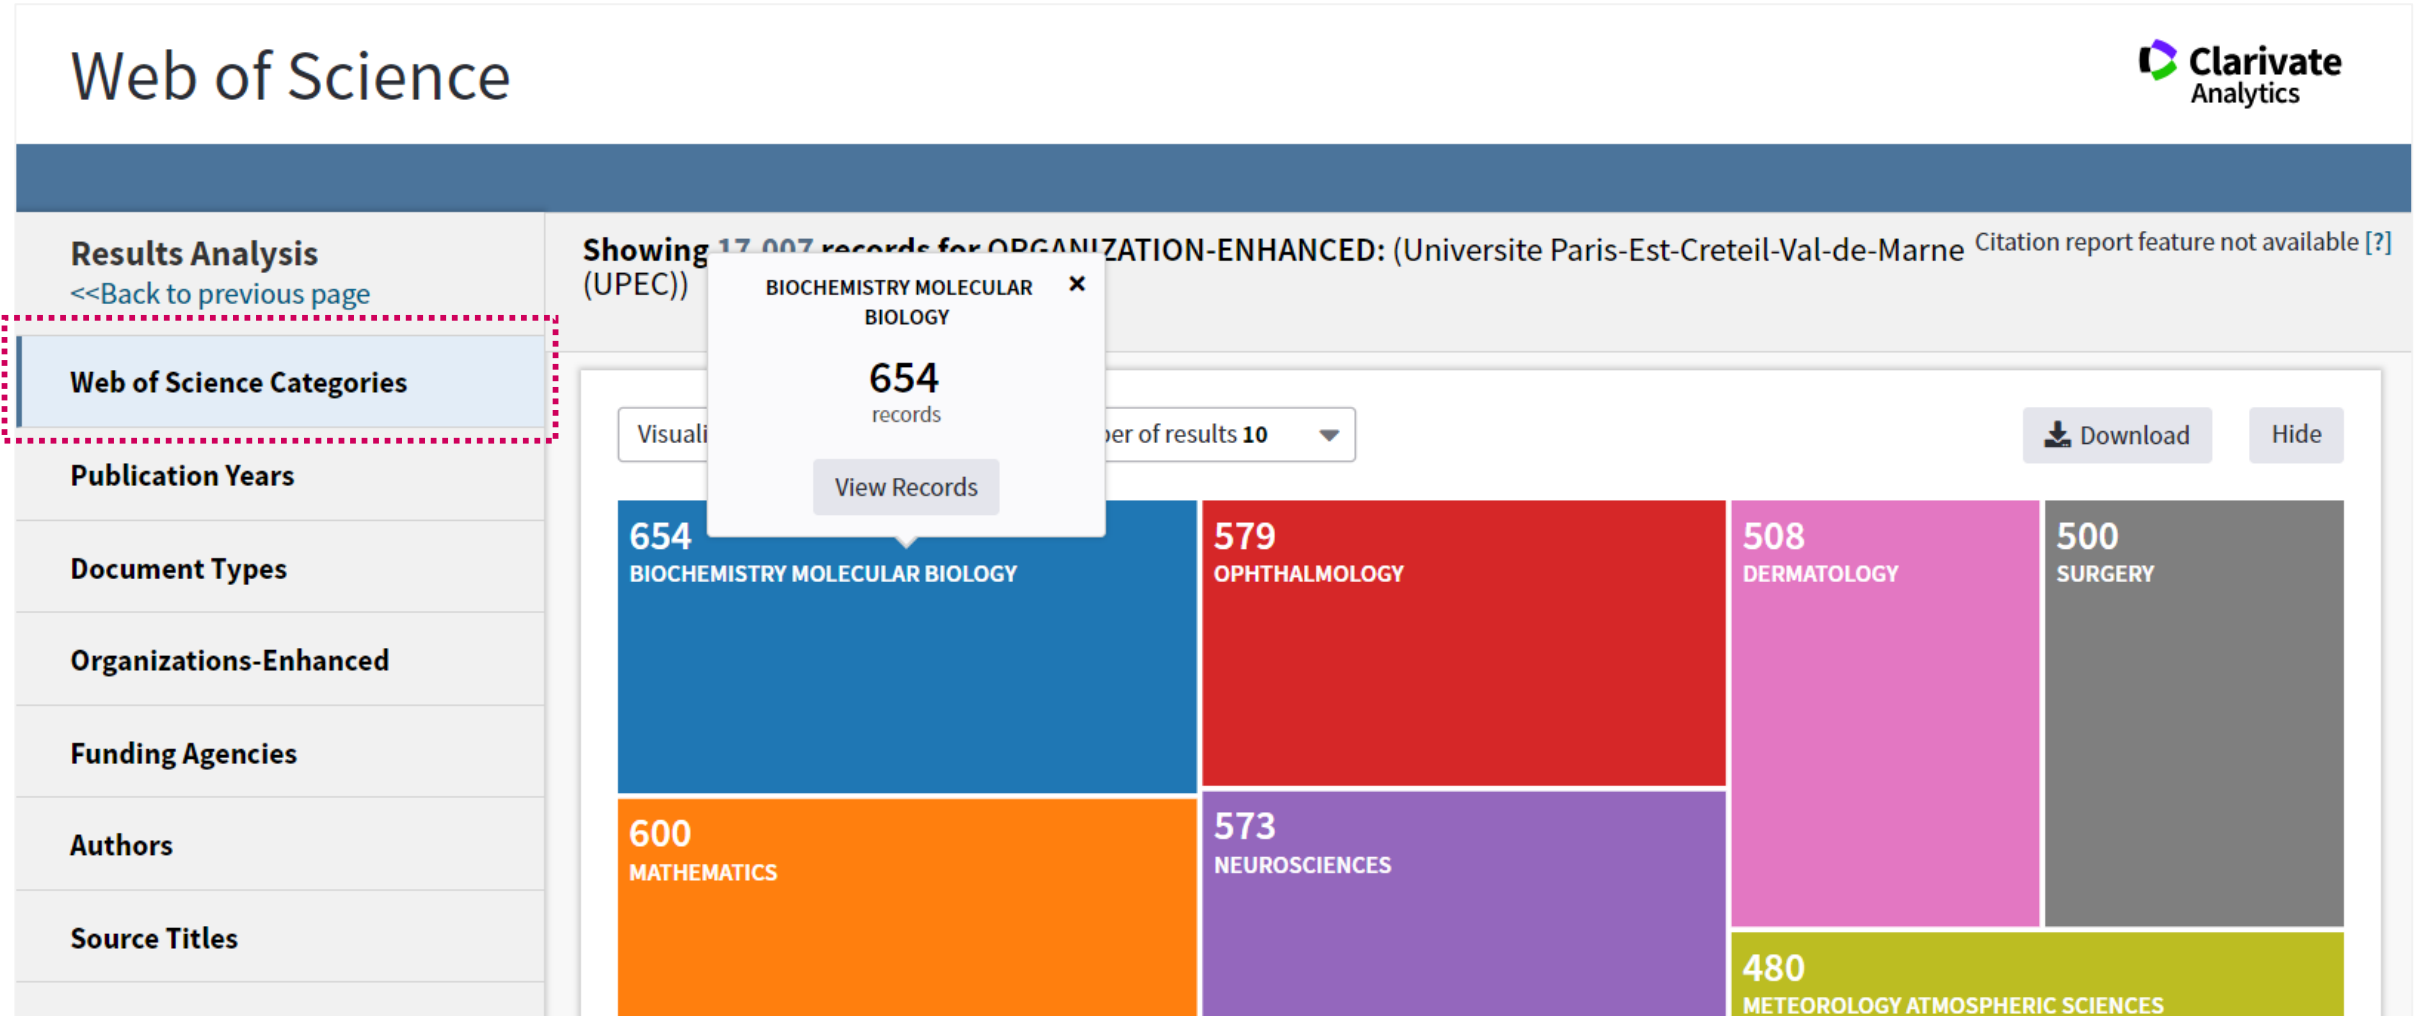 Web of Science
Clarivate
Analytics
Results Analysis
<<Back to previous page
Web of Science Categories
Publication Years
Document Types
Organizations-Enhanced
Funding Agencies
Authors
Source Titles
Showing 17,007 records for ORGANIZATION-ENHANCED: (Universite Paris-Est-Creteil-Val-de-Marne
(UPEC))
Citation report feature not available [?]
BIOCHEMISTRY MOLECULAR
BIOLOGY
654
records
View Records
of results 10
Download
Hide
654
BIOCHEMISTRY MOLECULAR BIOLOGY
579
OPHTHALMOLOGY
508
DERMATOLOGY
500
SURGERY
600
MATHEMATICS
573
NEUROSCIENCES
480
METEOROLOGY ATMOSPHERIC SCIENCES